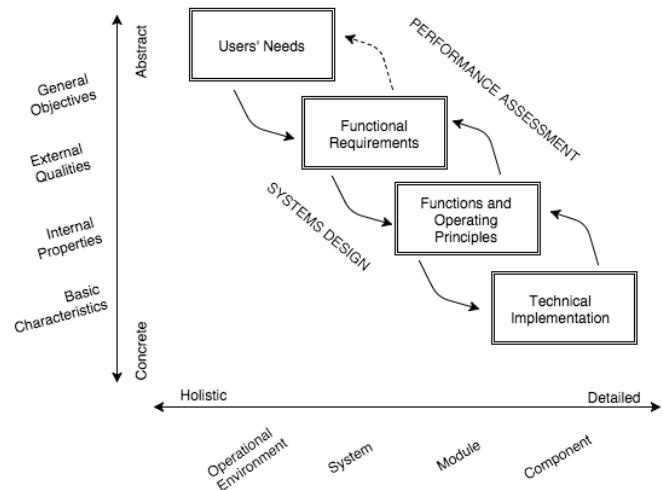 Abstract
General
Objectives
External
Qualities
Internal
Properties
Basic
Characteristics
Concrete
Users' Needs
Functional
Requirements
Functions and
Operating
Principles
Technical
Implementation
PERFORMANCE ASSESSMENT
SYSTEMS DESIGN
Holistic
Detailed
Operational
Environment
System
Module
Component